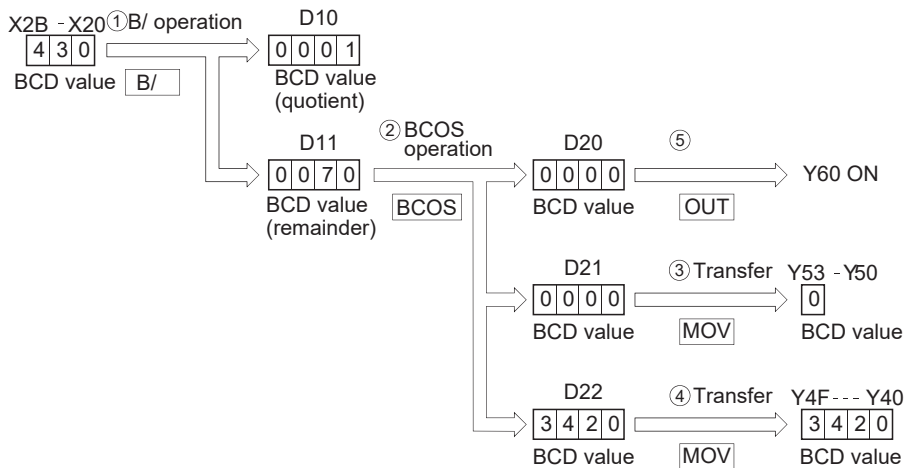 X2B - X20 ①B/ operation D10
4 3 0 0 0 0 1
BCD value B/ BCD value
(quotient)
D11 ②BCOS D20 ⑤
operation
0 0 7 0 0 0 0 0 Y60 ON
BCD value BCOS BCD value OUT
(remainder)
D21 ③Transfer Y53 - Y50
0 0 0 0 0
BCD value MOV BCD value
D22 ④Transfer Y4F--- Y40
3 4 2 0 3 4 2 0
BCD value MOV BCD value